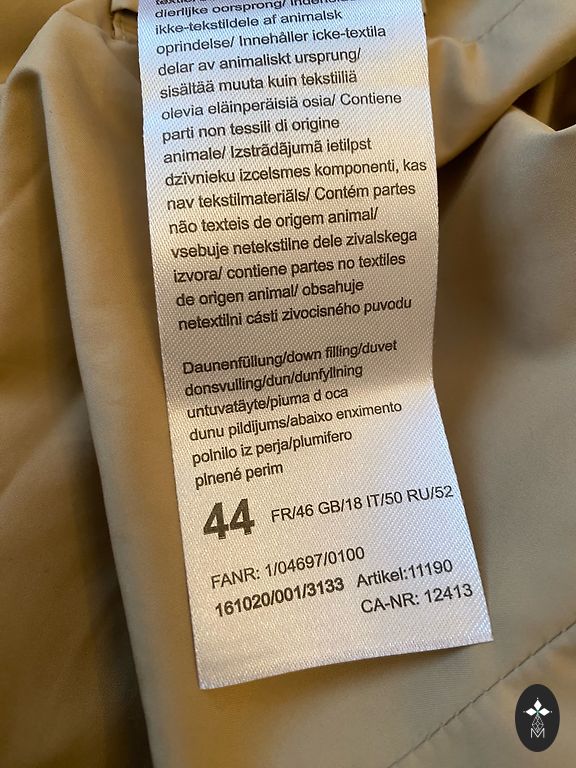 dierlijke oorsprong/
ikke-tekstildele af animalsk
oprindelse/ Innehåller icke-textila
delar av animaliskt ursprung/
sisältää muuta kuin tekstiiliä
olevia eläinperäisiä osia/ Contiene
parti non tessili di origine
animale/ Izstrādājumā ietilpst
dzīvnieku izcelsmes komponenti, kas
nav tekstilmateriāls/ Contém partes
não texteis de origem animal/
vsebuje netekstilne dele zivalskega
izvora/ contiene partes no textiles
de origen animal/ obsahuje
netextilni cásti zivocisného puvodu
Daunenfüllung/down filling/duvet
donsvulling/dun/dunfyllning
untuvatäyte/piuma d oca
dunu pildījums/abaixo enximento
polnilo iz perja/plumifero
plnené perim
44 FR/46 GB/18 IT/50 RU/52
FANR: 1/04697/0100
161020/001/3133 Artikel:11190
CA-NR: 12413
M